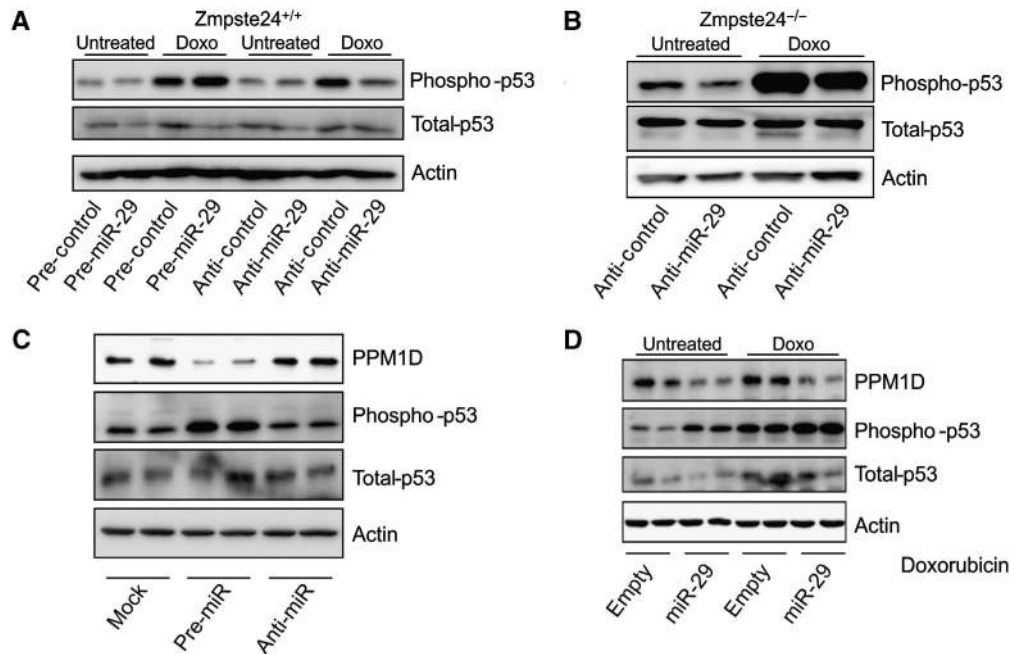 A
Zmpste24+/+
Untreated Doxo Untreated Doxo
Phospho-p53
Total-p53
Actin
Pre-control Pre-miR-29 Pre-control Pre-miR-29 Anti-control Anti-miR-29 Anti-control Anti-miR-29
B
Zmpste24–/–
Untreated Doxo
Phospho-p53
Total-p53
Actin
Anti-control Anti-miR-29 Anti-control Anti-miR-29
C
PPM1D
Phospho-p53
Total-p53
Actin
Mock Pre-miR Anti-miR
D
Untreated Doxo
PPM1D
Phospho-p53
Total-p53
Actin
Doxorubicin
Empty miR-29 Empty miR-29